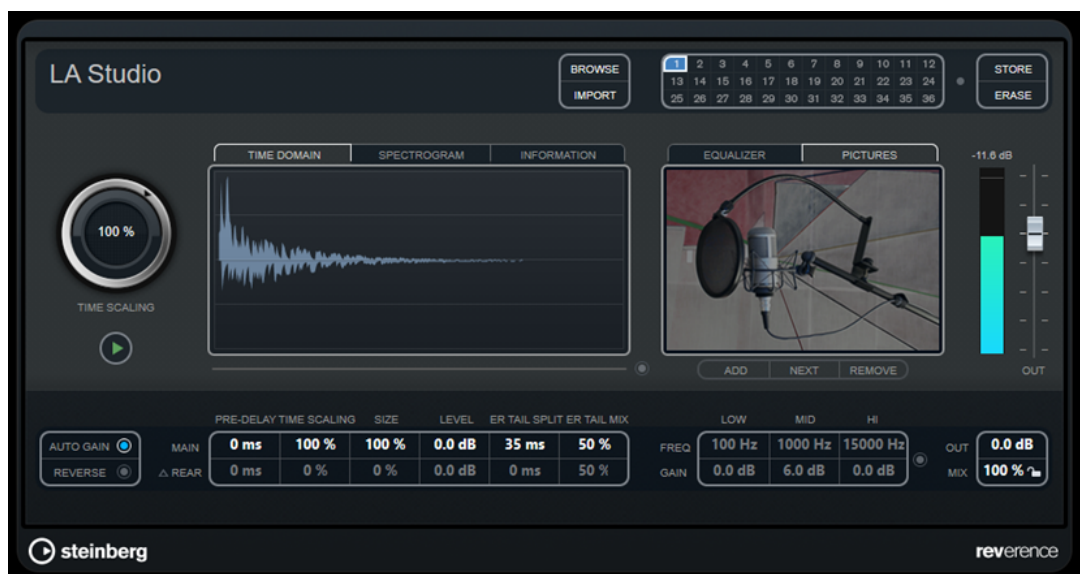 LA Studio
BROWSE
IMPORT
1 2 3 4 5 6 7 8 9 10 11 12
13 14 15 16 17 18 19 20 21 22 23 24
25 26 27 28 29 30 31 32 33 34 35 36
STORE
ERASE
TIME DOMAIN SPECTROGRAM INFORMATION
EQUALIZER PICTURES
-11.6 dB
100 %
TIME SCALING
ADD NEXT REMOVE
OUT
PRE-DELAY TIME SCALING SIZE LEVEL ER TAIL SPLIT ER TAIL MIX
LOW MID HI
AUTO GAIN MAIN 0 ms 100 % 100 % 0.0 dB 35 ms 50 %
FREQ 100 Hz 1000 Hz 15000 Hz OUT 0.0 dB
REVERSE △ REAR 0 ms 0 % 0 % 0.0 dB 0 ms 50 %
GAIN 0.0 dB 6.0 dB 0.0 dB MIX 100 %
steinberg
reverence